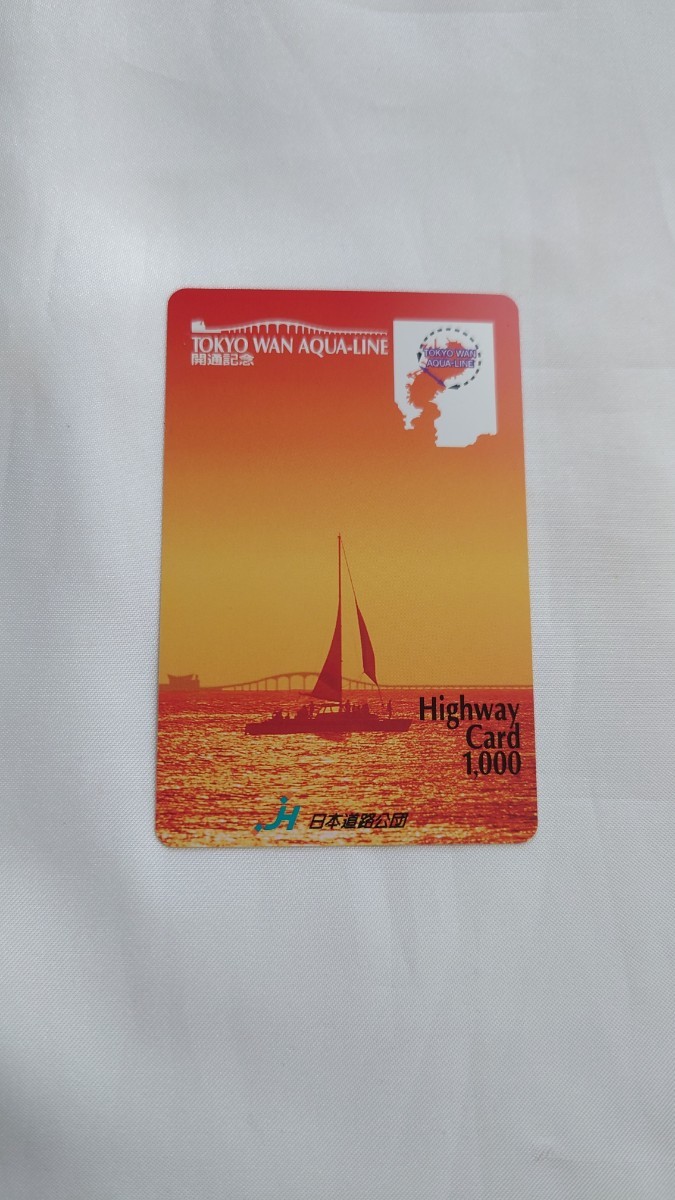 TOKYO WAN AQUA-LINE
開通記念
TOKYO WAN
AQUA-LINE
Highway
Card
1,000
JH 日本道路公団